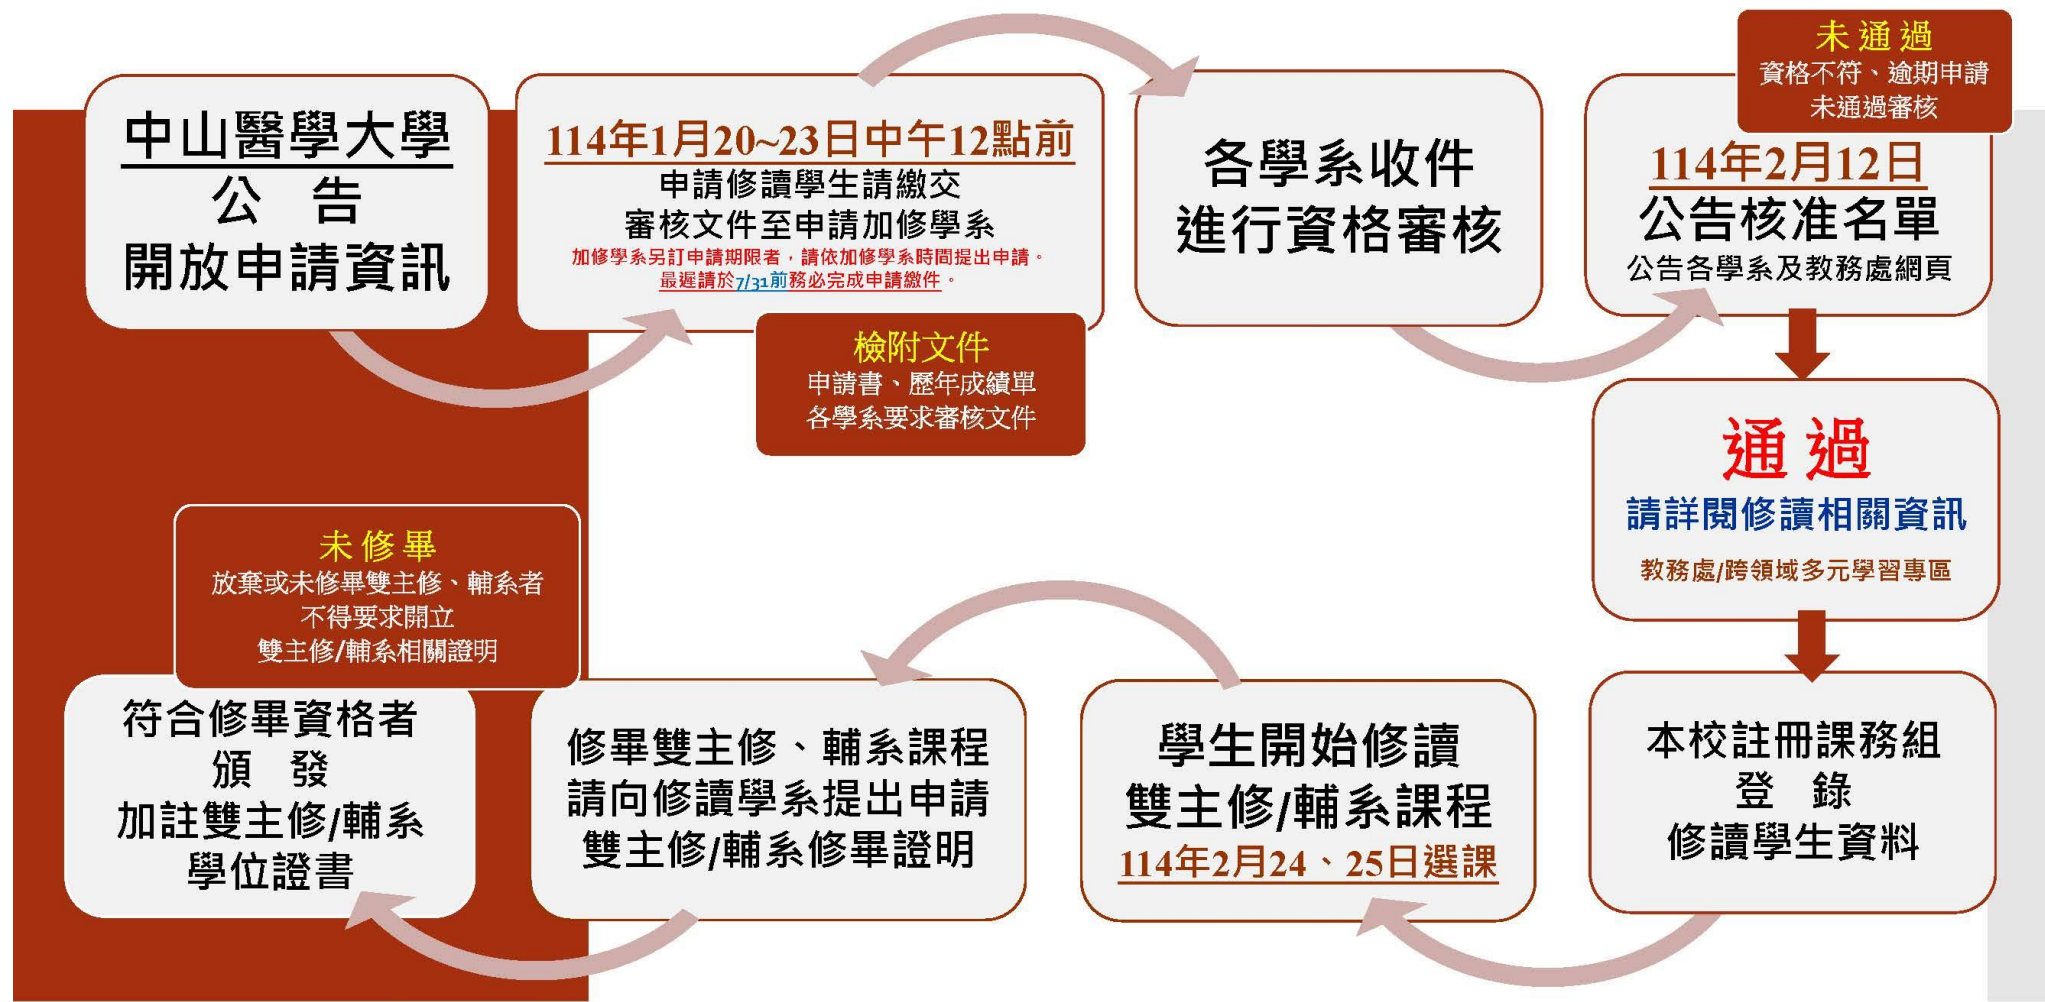 中山醫學大學
公 告
開放申請資訊
114年1月20~23日中午12點前
申請修讀學生請繳交
審核文件至申請加修學系
加修學系另訂申請期限者，請依加修學系時間提出申請。
最遲請於7/31前務必完成申請繳件。
檢附文件
申請書、歷年成績單
各學系要求審核文件
各學系收件
進行資格審核
未通過
資格不符、逾期申請
未通過審核
114年2月12日
公告核准名單
公告各學系及教務處網頁
通過
請詳閱修讀相關資訊
教務處/跨領域多元學習專區
本校註冊課務組
登 錄
修讀學生資料
學生開始修讀
雙主修/輔系課程
114年2月24、25日選課
修畢雙主修、輔系課程
請向修讀學系提出申請
雙主修/輔系修畢證明
未修畢
放棄或未修畢雙主修、輔系者
不得要求開立
雙主修/輔系相關證明
符合修畢資格者
頒 發
加註雙主修/輔系
學位證書